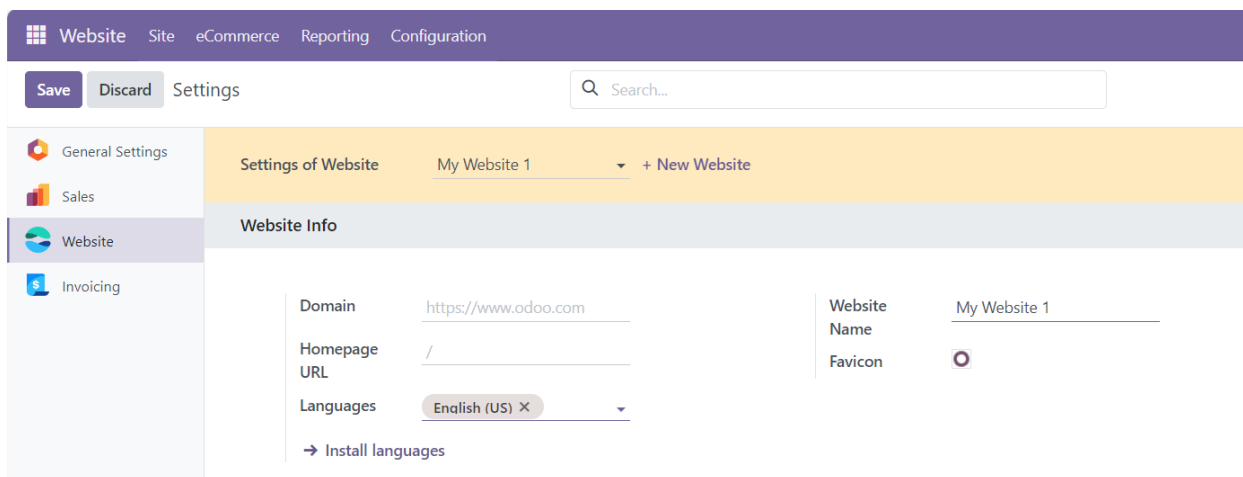 Website Site eCommerce Reporting Configuration
Save Discard Settings Search...
General Settings
Sales
Website
Invoicing
Settings of Website My Website 1 + New Website
Website Info
Domain https://www.odoo.com
Homepage URL /
Languages English (US) ×
→ Install languages
Website Name My Website 1
Favicon